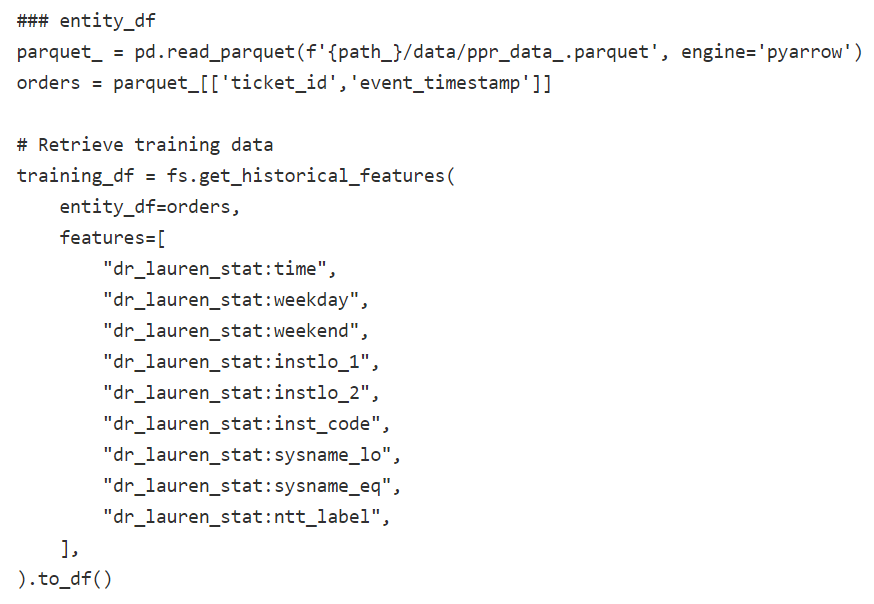 ### entity_df
parquet_ = pd.read_parquet(f'{path_}/data/ppr_data_.parquet', engine='pyarrow')
orders = parquet_[['ticket_id','event_timestamp']]

# Retrieve training data
training_df = fs.get_historical_features(
    entity_df=orders,
    features=[
        "dr_lauren_stat:time",
        "dr_lauren_stat:weekday",
        "dr_lauren_stat:weekend",
        "dr_lauren_stat:instlo_1",
        "dr_lauren_stat:instlo_2",
        "dr_lauren_stat:inst_code",
        "dr_lauren_stat:sysname_lo",
        "dr_lauren_stat:sysname_eq",
        "dr_lauren_stat:ntt_label",
    ],
).to_df()